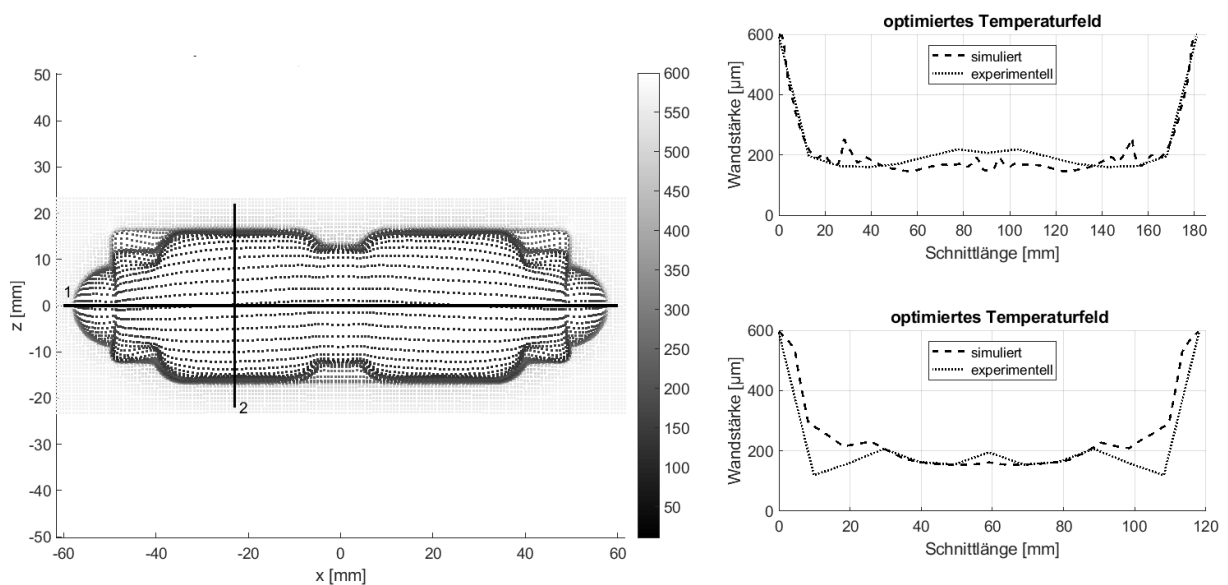 50
40
30
20
10
0
-10
-20
-30
-40
-50
z [mm]
-60
-40
-20
0
20
40
60
x [mm]
1
2
600
550
500
450
400
350
300
250
200
150
100
50
optimiertes Temperaturfeld
simuliert
experimentell
600
400
200
0
Wandstärke [µm]
0 20 40 60 80 100 120 140 160 180
Schnittlänge [mm]
optimiertes Temperaturfeld
simuliert
experimentell
600
400
200
0
Wandstärke [µm]
0 20 40 60 80 100 120
Schnittlänge [mm]